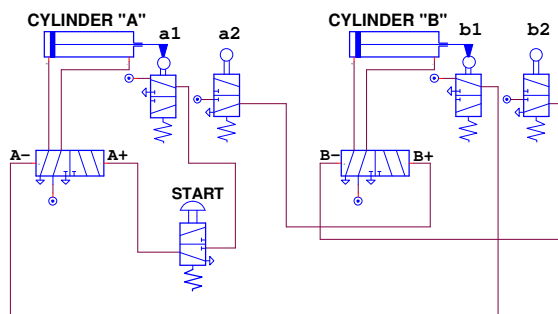 CYLINDER "A"
a1
a2
CYLINDER "B"
b1
b2
A-
A+
B-
B+
START